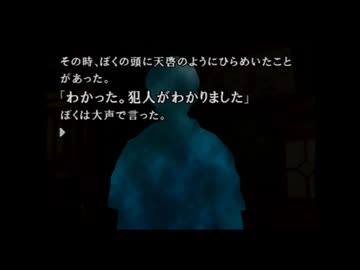 その時、ぼくの頭に天啓のようにひらめいたこと
があった。
「わかった。犯人がわかりました」
ぼくは大声で言った。